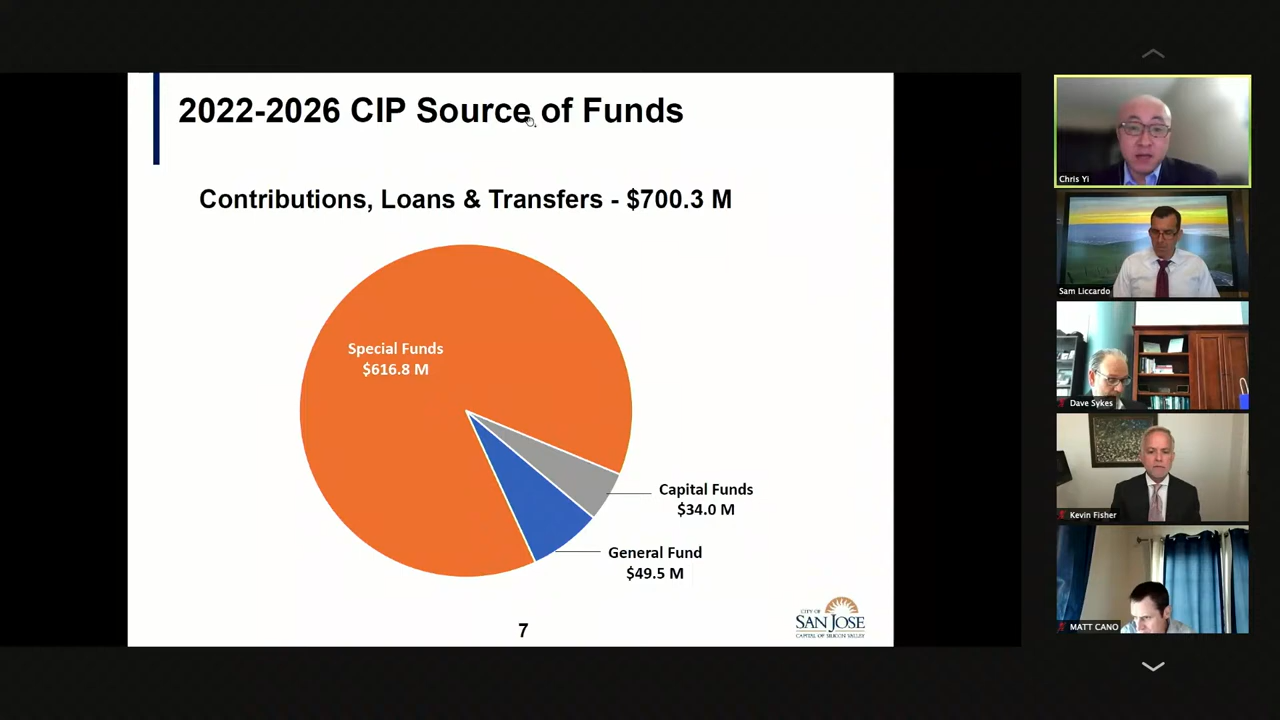 2022-2026 CIP Source of Funds
Contributions, Loans & Transfers - $700.3 M
Special Funds
$616.8 M
Capital Funds
$34.0 M
General Fund
$49.5 M
7
CITY OF
SAN JOSE
CAPITAL OF SILICON VALLEY
Chris Yi
Sam Liccardo
Dave Sykes
Kevin Fisher
MATT CANO